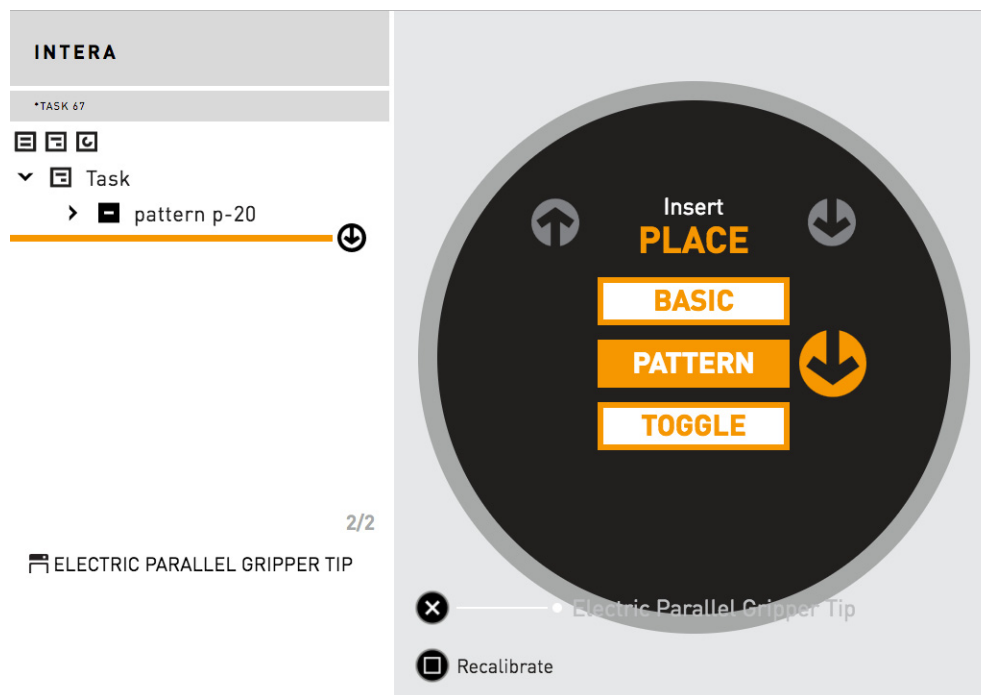 INTERA
*TASK 67
Task
pattern p-20
2/2
ELECTRIC PARALLEL GRIPPER TIP
Insert
PLACE
BASIC
PATTERN
TOGGLE
Electric Parallel Gripper Tip
Recalibrate